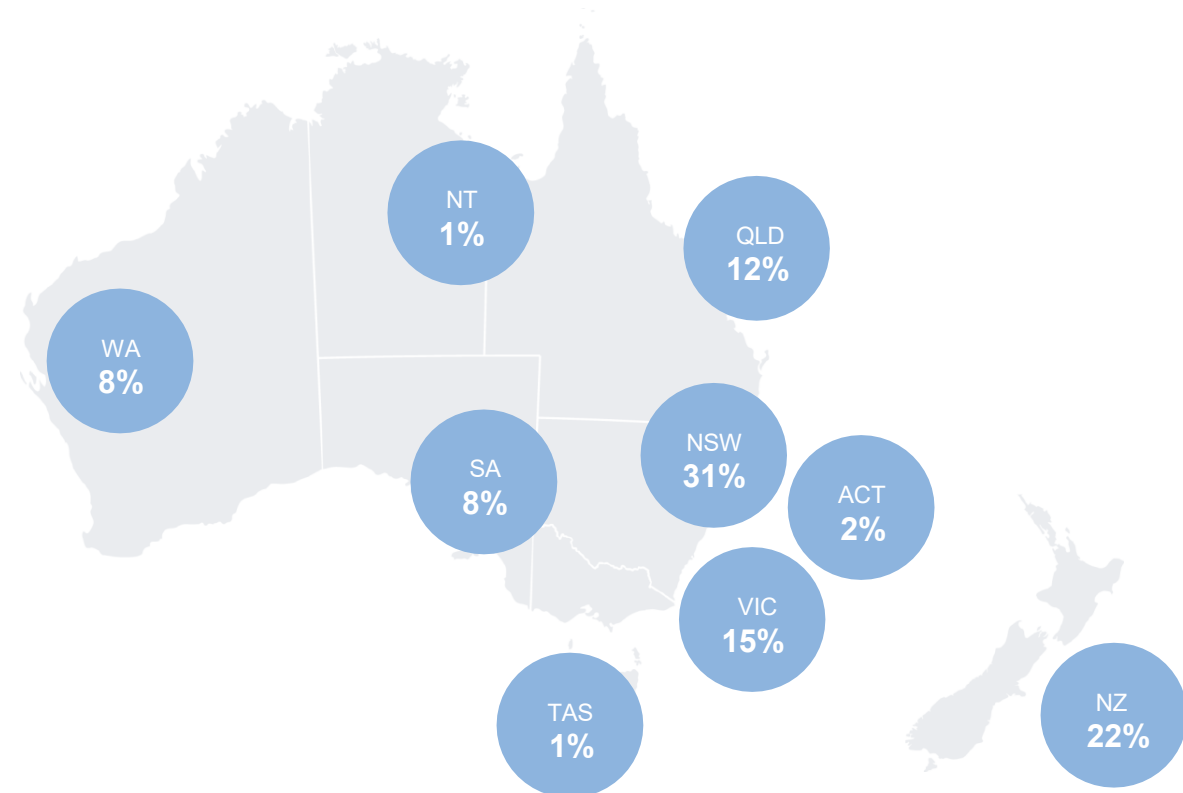 NT
1%
QLD
12%
WA
8%
NSW
31%
SA
8%
ACT
2%
VIC
15%
TAS
1%
NZ
22%